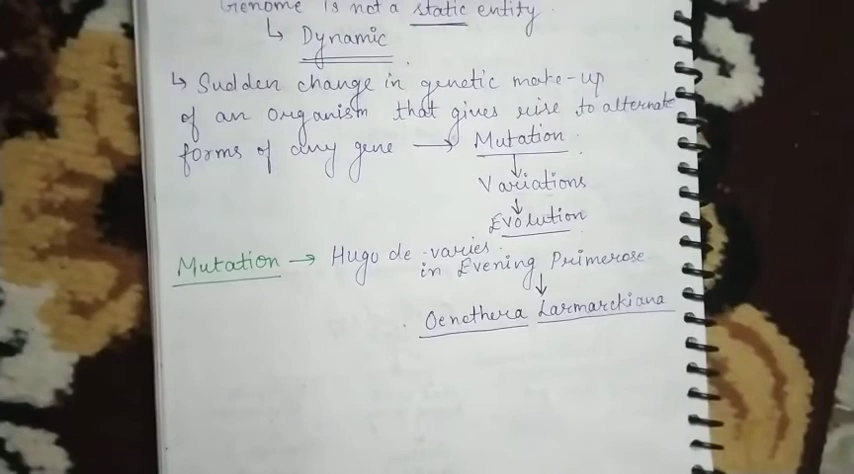 Genome is not a static entity.
↳ Dynamic.
↳ Sudden change in genetic make-up
of an organism that gives rise to alternate
forms of any gene → Mutation.
↓
Variations
↓
Evolution
Mutation → Hugo de-varies.
in Evening Primerose
↓
Oenothera Larmarckiana